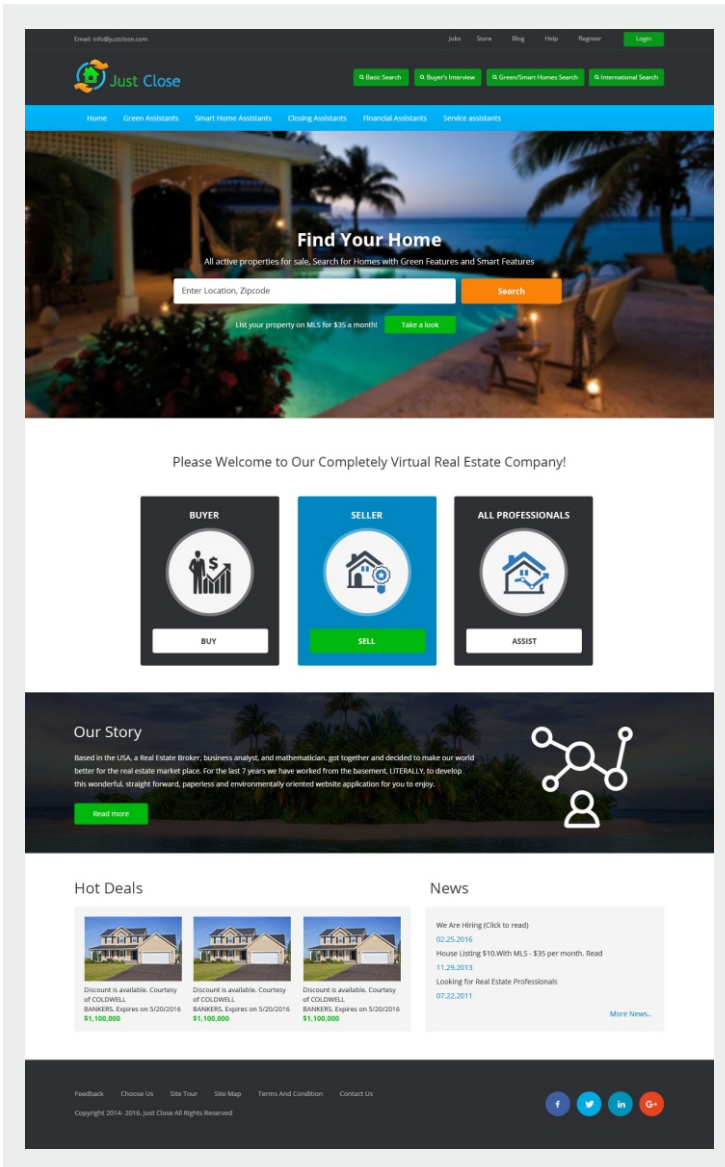 Email: info@justclose.com
Jobs Store Blog Help Register Login
Just Close
Basic Search Buyer's Interview Green/Smart Homes Search International Search
Home Green Assistants Smart Home Assistants Closing Assistants Financial Assistants Service assistants
Find Your Home
All active properties for sale, Search for Homes with Green Features and Smart Features
Enter Location, Zipcode Search
List your property on MLS for $35 a month! Take a look
Please Welcome to Our Completely Virtual Real Estate Company!
BUYER
BUY
SELLER
SELL
ALL PROFESSIONALS
ASSIST
Our Story
Based in the USA, a Real Estate Broker, business analyst, and mathematician, got together and decided to make our world
better for the real estate market place. For the last 7 years we have worked from the basement, LITERALLY, to develop
this wonderful, straight forward, paperless and environmentally oriented website application for you to enjoy.
Read more
Hot Deals
Discount is available. Courtesy
of COLDWELL
BANKERS. Expires on 5/20/2016
$1,100,000
Discount is available. Courtesy
of COLDWELL
BANKERS. Expires on 5/20/2016
$1,100,000
Discount is available. Courtesy
of COLDWELL
BANKERS. Expires on 5/20/2016
$1,100,000
News
We Are Hiring (Click to read)
02.25.2016
House Listing $10.With MLS - $35 per month. Read
11.29.2013
Looking for Real Estate Professionals
07.22.2011
More News..
Feedback Choose Us Site Tour Site Map Terms And Condition Contact Us
Copyright 2014- 2016. Just Close All Rights Reserved
f in G+